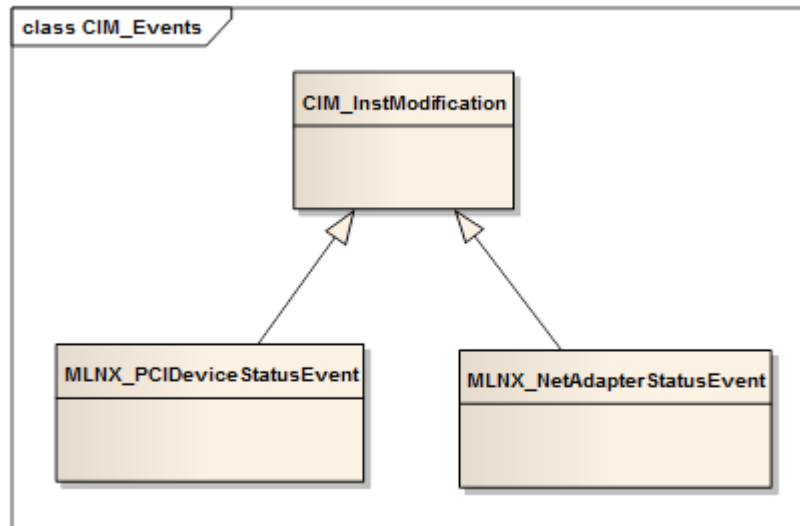 class CIM_Events
CIM_InstModification
MLNX_PCIDeviceStatusEvent
MLNX_NetAdapterStatusEvent